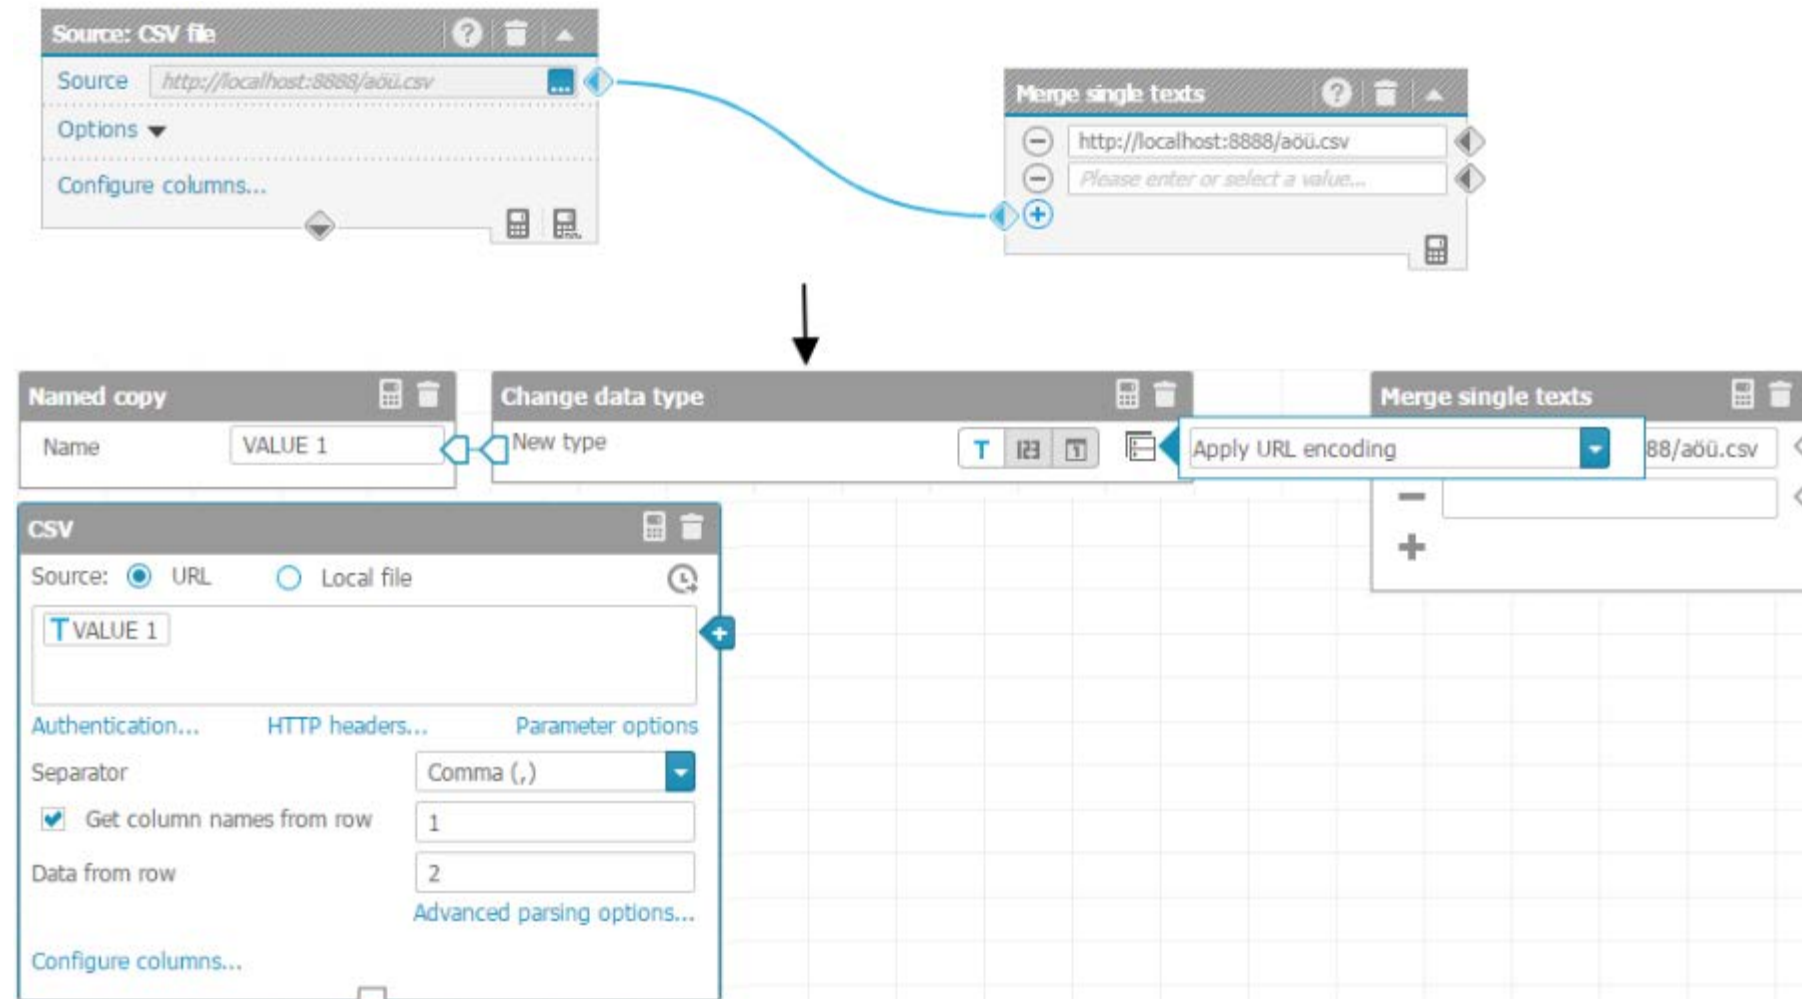 Source: CSV file
Source http://localhost:8888/aöü.csv
Options
Configure columns...
Merge single texts
http://localhost:8888/aöü.csv
Please enter or select a value...
Named copy
Name VALUE 1
Change data type
New type T 123 1
Apply URL encoding
Merge single texts
88/aöü.csv
CSV
Source: URL Local file
T VALUE 1
Authentication... HTTP headers... Parameter options
Separator Comma (,)
Get column names from row 1
Data from row 2
Advanced parsing options...
Configure columns...